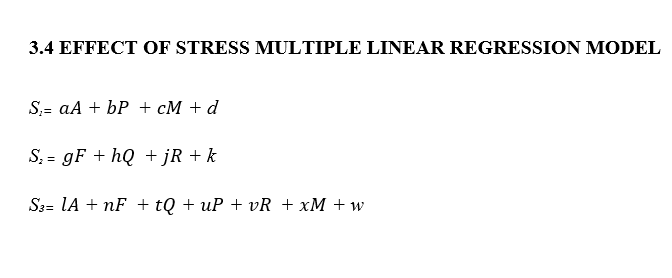 3.4 EFFECT OF STRESS MULTIPLE LINEAR REGRESSION MODEL
S₁= aA + bP + cM + d
S₂ = gF + hQ + jR + k
S₃= lA + nF + tQ + uP + vR + xM + w